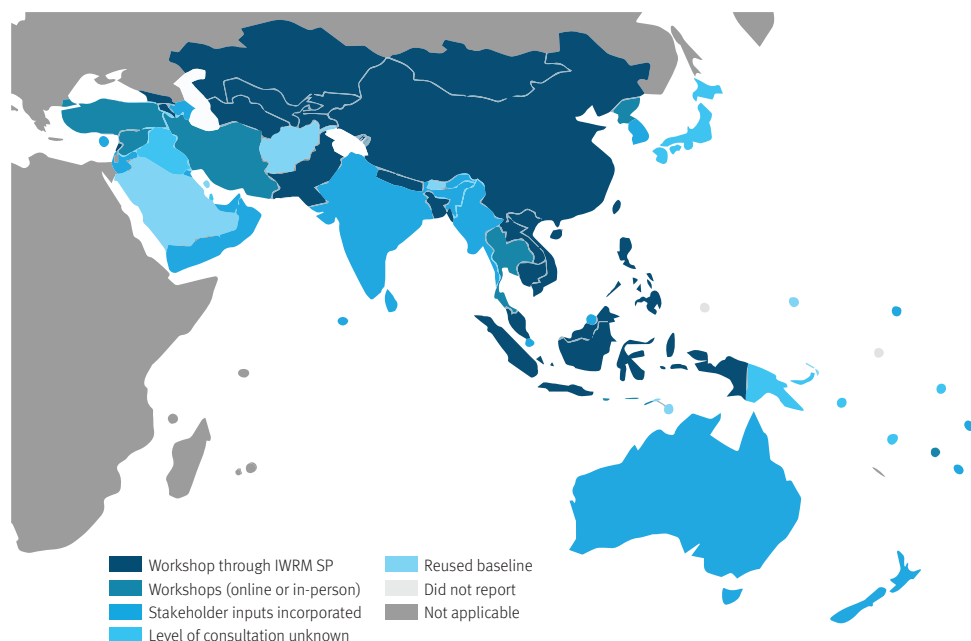 Workshop through IWRM SP
Workshops (online or in-person)
Stakeholder inputs incorporated
Level of consultation unknown
Reused baseline
Did not report
Not applicable